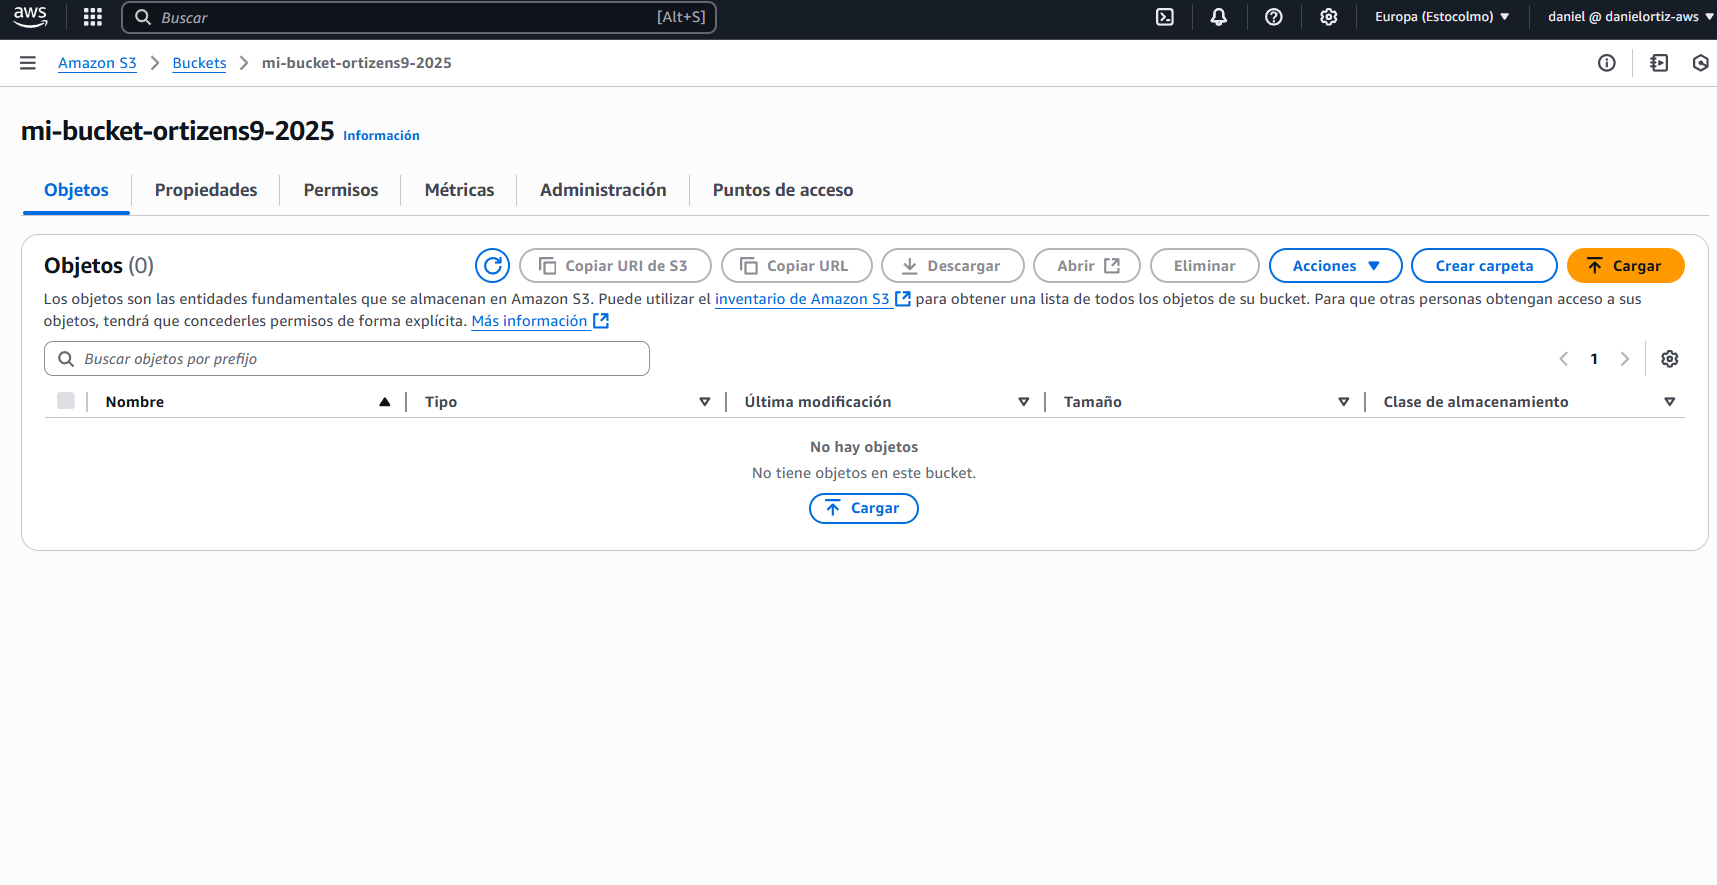 aws
Buscar [Alt+S] Europa (Estocolmo) daniel @ danielortiz-aws
Amazon S3 Buckets mi-bucket-ortizens9-2025
mi-bucket-ortizens9-2025 Información
Objetos Propiedades Permisos Métricas Administración Puntos de acceso
Objetos (0) Copiar URI de S3 Copiar URL Descargar Abrir Eliminar Acciones Crear carpeta Cargar
Los objetos son las entidades fundamentales que se almacenan en Amazon S3. Puede utilizar el inventario de Amazon S3 para obtener una lista de todos los objetos de su bucket. Para que otras personas obtengan acceso a sus
objetos, tendrá que concederles permisos de forma explícita. Más información
Buscar objetos por prefijo 1
Nombre Tipo Última modificación Tamaño Clase de almacenamiento
No hay objetos
No tiene objetos en este bucket.
Cargar